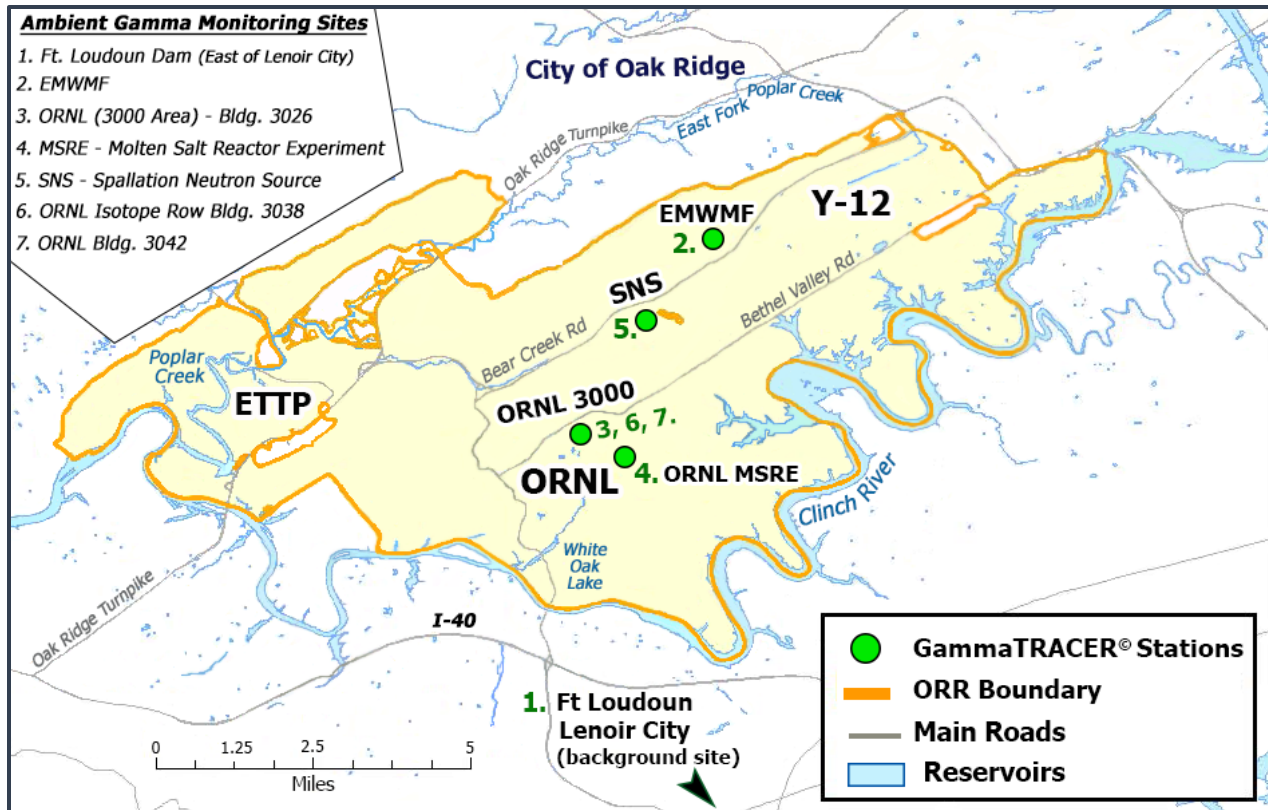 Ambient Gamma Monitoring Sites
1. Ft. Loudoun Dam (East of Lenoir City)
2. EMWMF
3. ORNL (3000 Area) - Bldg. 3026
4. MSRE - Molten Salt Reactor Experiment
5. SNS - Spallation Neutron Source
6. ORNL Isotope Row Bldg. 3038
7. ORNL Bldg. 3042
City of Oak Ridge
Oak Ridge Turnpike
East Fork Poplar Creek
EMWMF
2.
Y-12
SNS
5.
Bear Creek Rd
Bethel Valley Rd
Poplar
Creek
ETTP
ORNL 3000
3, 6, 7.
ORNL
4. ORNL MSRE
Clinch River
White
Oak
Lake
Oak Ridge Turnpike
I-40
1. Ft Loudoun
Lenoir City
(background site)
0 1.25 2.5 5
Miles
GammaTRACER© Stations
ORR Boundary
Main Roads
Reservoirs